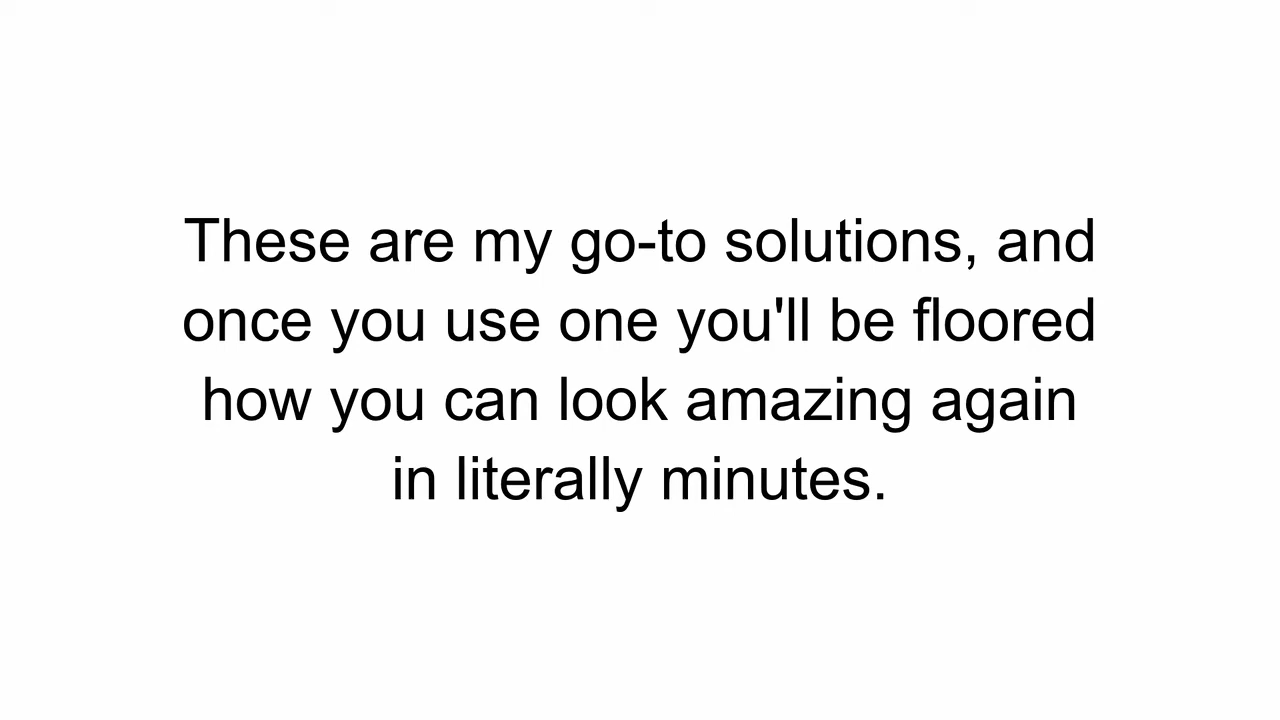 These are my go-to solutions, and
once you use one you'll be floored
how you can look amazing again
in literally minutes.